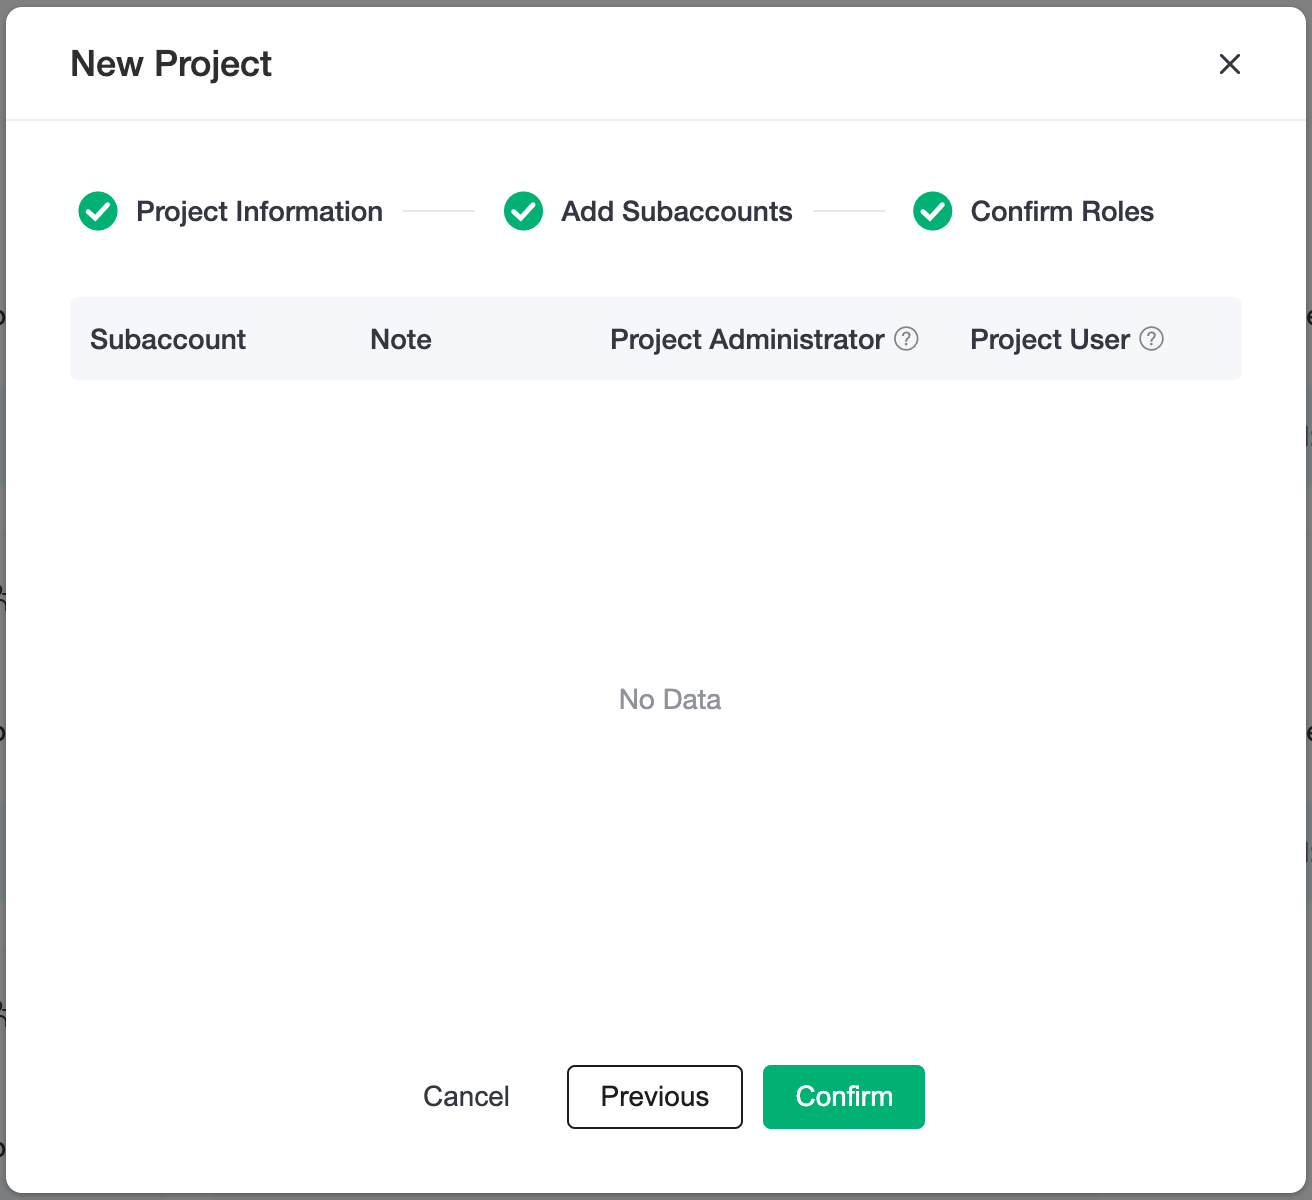 New Project
Project Information
Add Subaccounts
Confirm Roles
Subaccount Note Project Administrator ? Project User ?
No Data
Cancel Previous Confirm